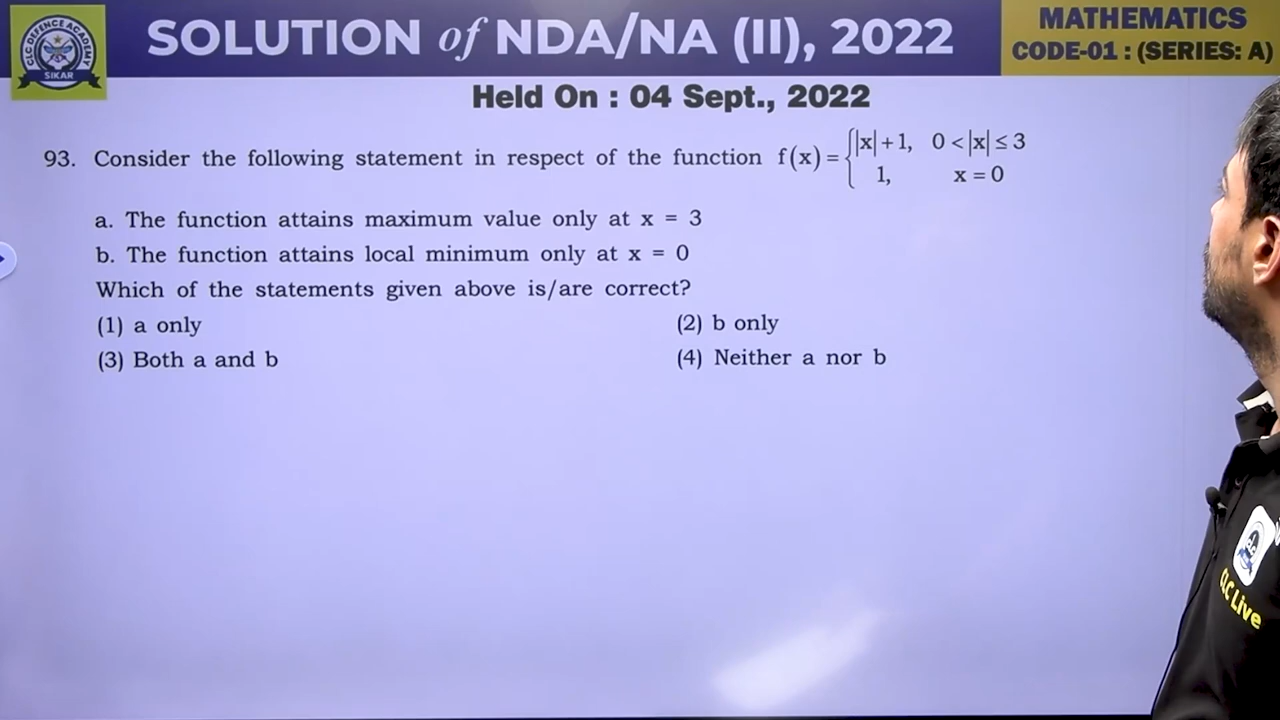 CLC DEFENCE ACADEMY
SIKAR
SOLUTION of NDA/NA (II), 2022
MATHEMATICS
CODE-01 : (SERIES: A)
Held On : 04 Sept., 2022
93. Consider the following statement in respect of the function f(x) = {|x|+1, 0 < |x| ≤ 3
1, x = 0
a. The function attains maximum value only at x = 3
b. The function attains local minimum only at x = 0
Which of the statements given above is/are correct?
(1) a only (2) b only
(3) Both a and b (4) Neither a nor b
CLC Live